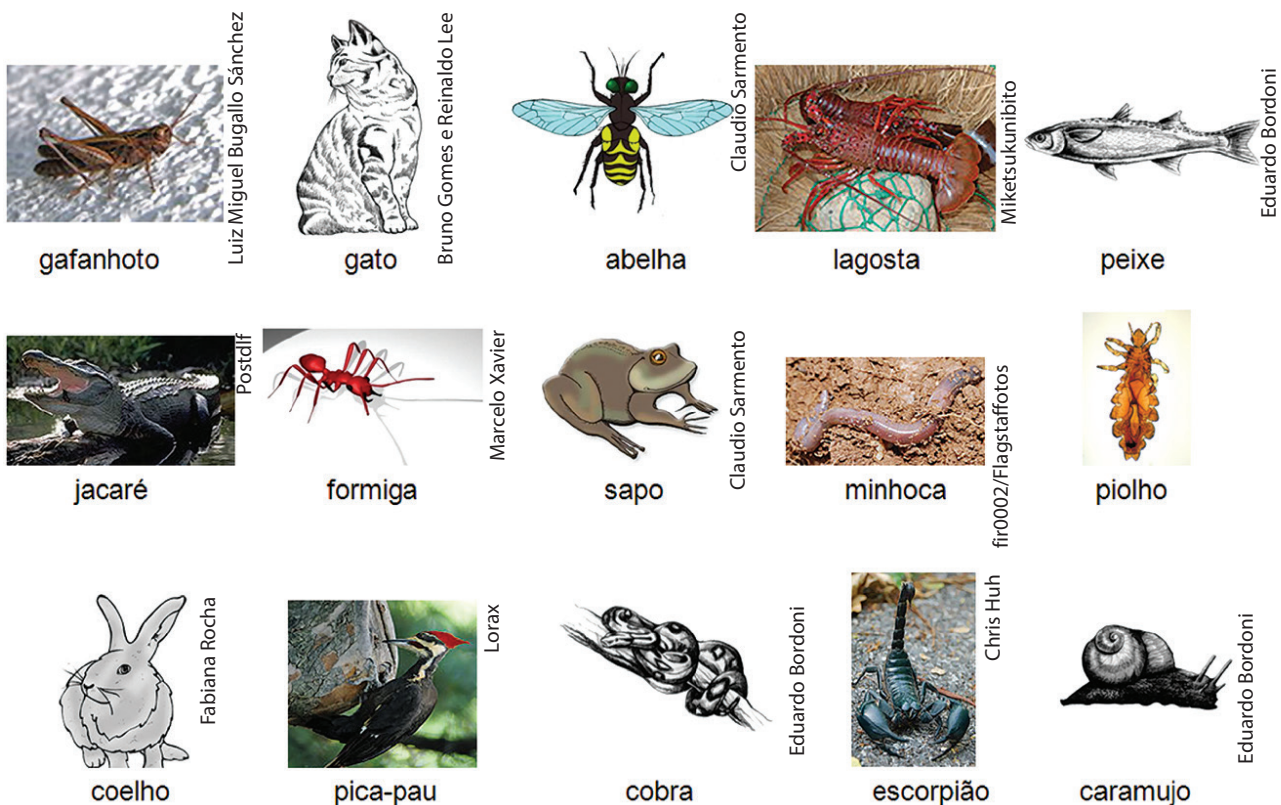 Luiz Miguel Bugallo Sánchez
Bruno Gomes e Reinaldo Lee
Claudio Sarmento
Miketsukunibito
Eduardo Bordoni
gafanhoto
gato
abelha
lagosta
peixe
Postdlf
Marcelo Xavier
Claudio Sarmento
fir0002/Flagstaffotos
jacaré
formiga
sapo
minhoca
piolho
Fabiana Rocha
Lorax
Eduardo Bordoni
Chris Huh
Eduardo Bordoni
coelho
pica-pau
cobra
escorpião
caramujo